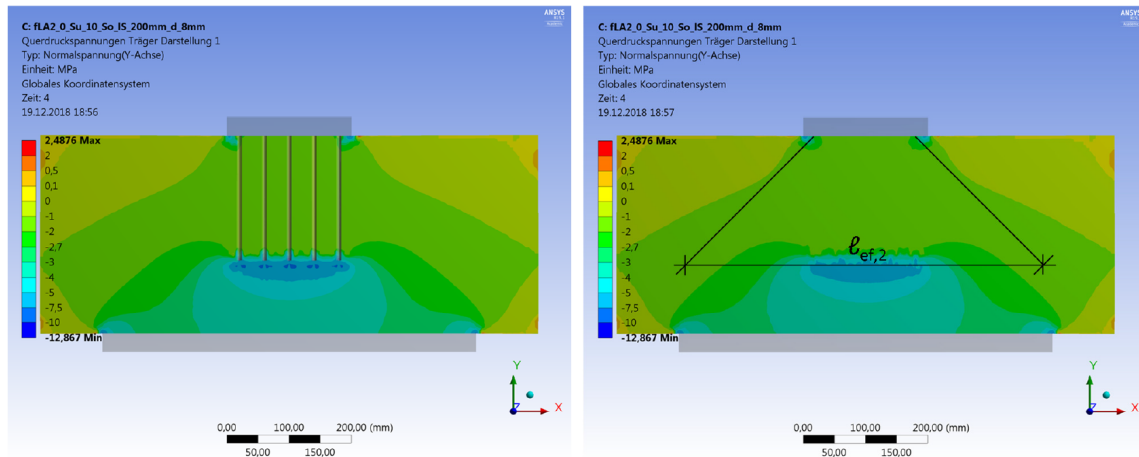 C: fLA2_0_Su_10_So_IS_200mm_d_8mm
Querdruckspannungen Träger Darstellung 1
Typ: Normalspannung(Y-Achse)
Einheit: MPa
Globales Koordinatensystem
Zeit: 4
19.12.2018 18:56
ANSYS
2,4876 Max
2
0,5
0,1
0
-1
-2
-2,7
-3
-4
-5
-7,5
-10
-12,867 Min
Y
Z
X
0,00 100,00 200,00 (mm)
50,00 150,00
C: fLA2_0_Su_10_So_IS_200mm_d_8mm
Querdruckspannungen Träger Darstellung 1
Typ: Normalspannung(Y-Achse)
Einheit: MPa
Globales Koordinatensystem
Zeit: 4
19.12.2018 18:57
ANSYS
2,4876 Max
2
0,5
0,1
0
-1
-2
-2,7
-3
-4
-5
-7,5
-10
-12,867 Min
ℓef,2
Y
Z
X
0,00 100,00 200,00 (mm)
50,00 150,00